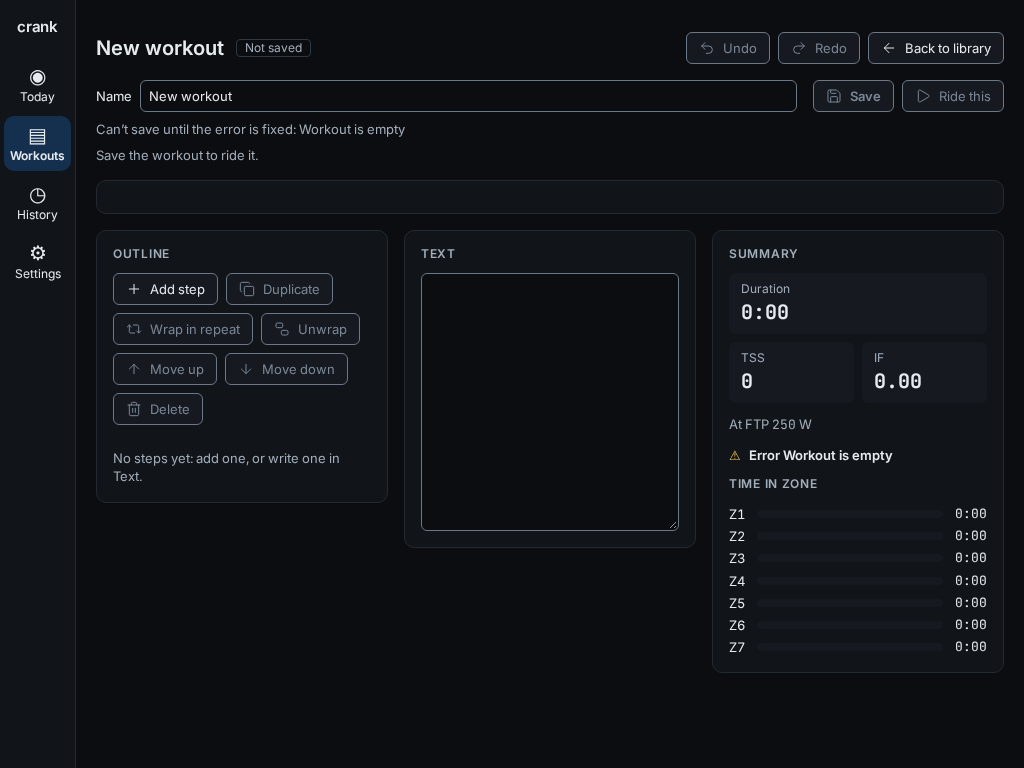 crank
Today
Workouts
History
Settings
New workout
Not saved
Undo
Redo
Back to library
Name
New workout
Save
Ride this
Can't save until the error is fixed: Workout is empty
Save the workout to ride it.
OUTLINE
Add step
Duplicate
Wrap in repeat
Unwrap
Move up
Move down
Delete
No steps yet: add one, or write one in
Text.
TEXT
SUMMARY
Duration
0:00
TSS
0
IF
0.00
At FTP 250 W
Error Workout is empty
TIME IN ZONE
Z1 0:00
Z2 0:00
Z3 0:00
Z4 0:00
Z5 0:00
Z6 0:00
Z7 0:00